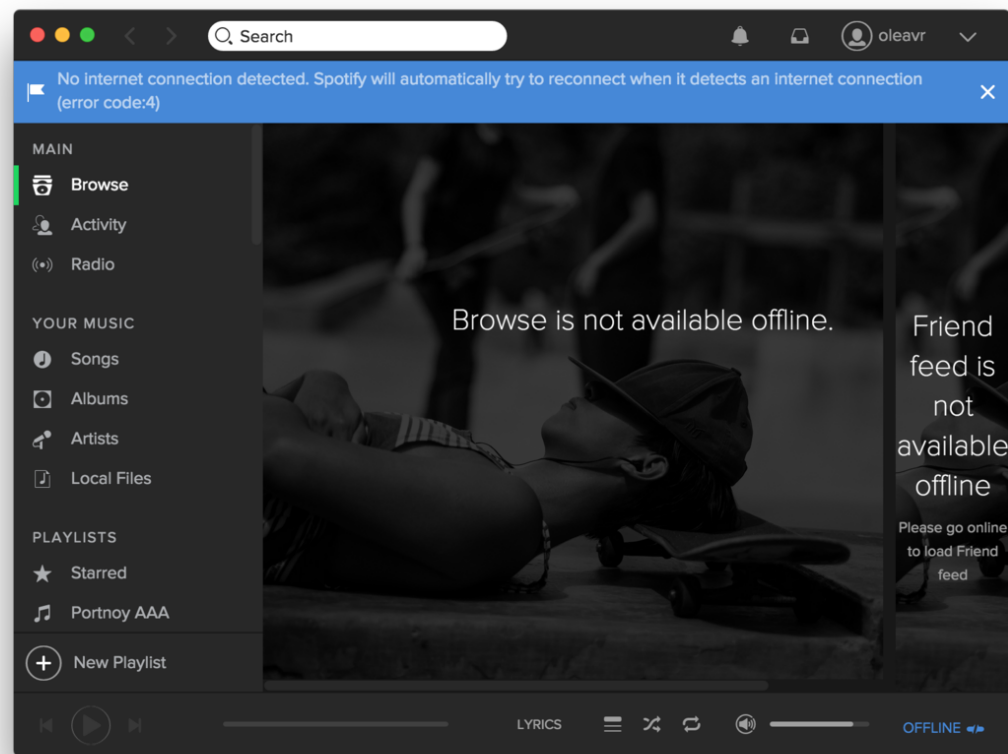 Search
oleavr
No internet connection detected. Spotify will automatically try to reconnect when it detects an internet connection
(error code:4)
MAIN
Browse
Activity
Radio
YOUR MUSIC
Songs
Albums
Artists
Local Files
PLAYLISTS
Starred
Portnoy AAA
New Playlist
Browse is not available offline.
Friend
feed is
not
available
offline
Please go online
to load Friend
feed
LYRICS
OFFLINE